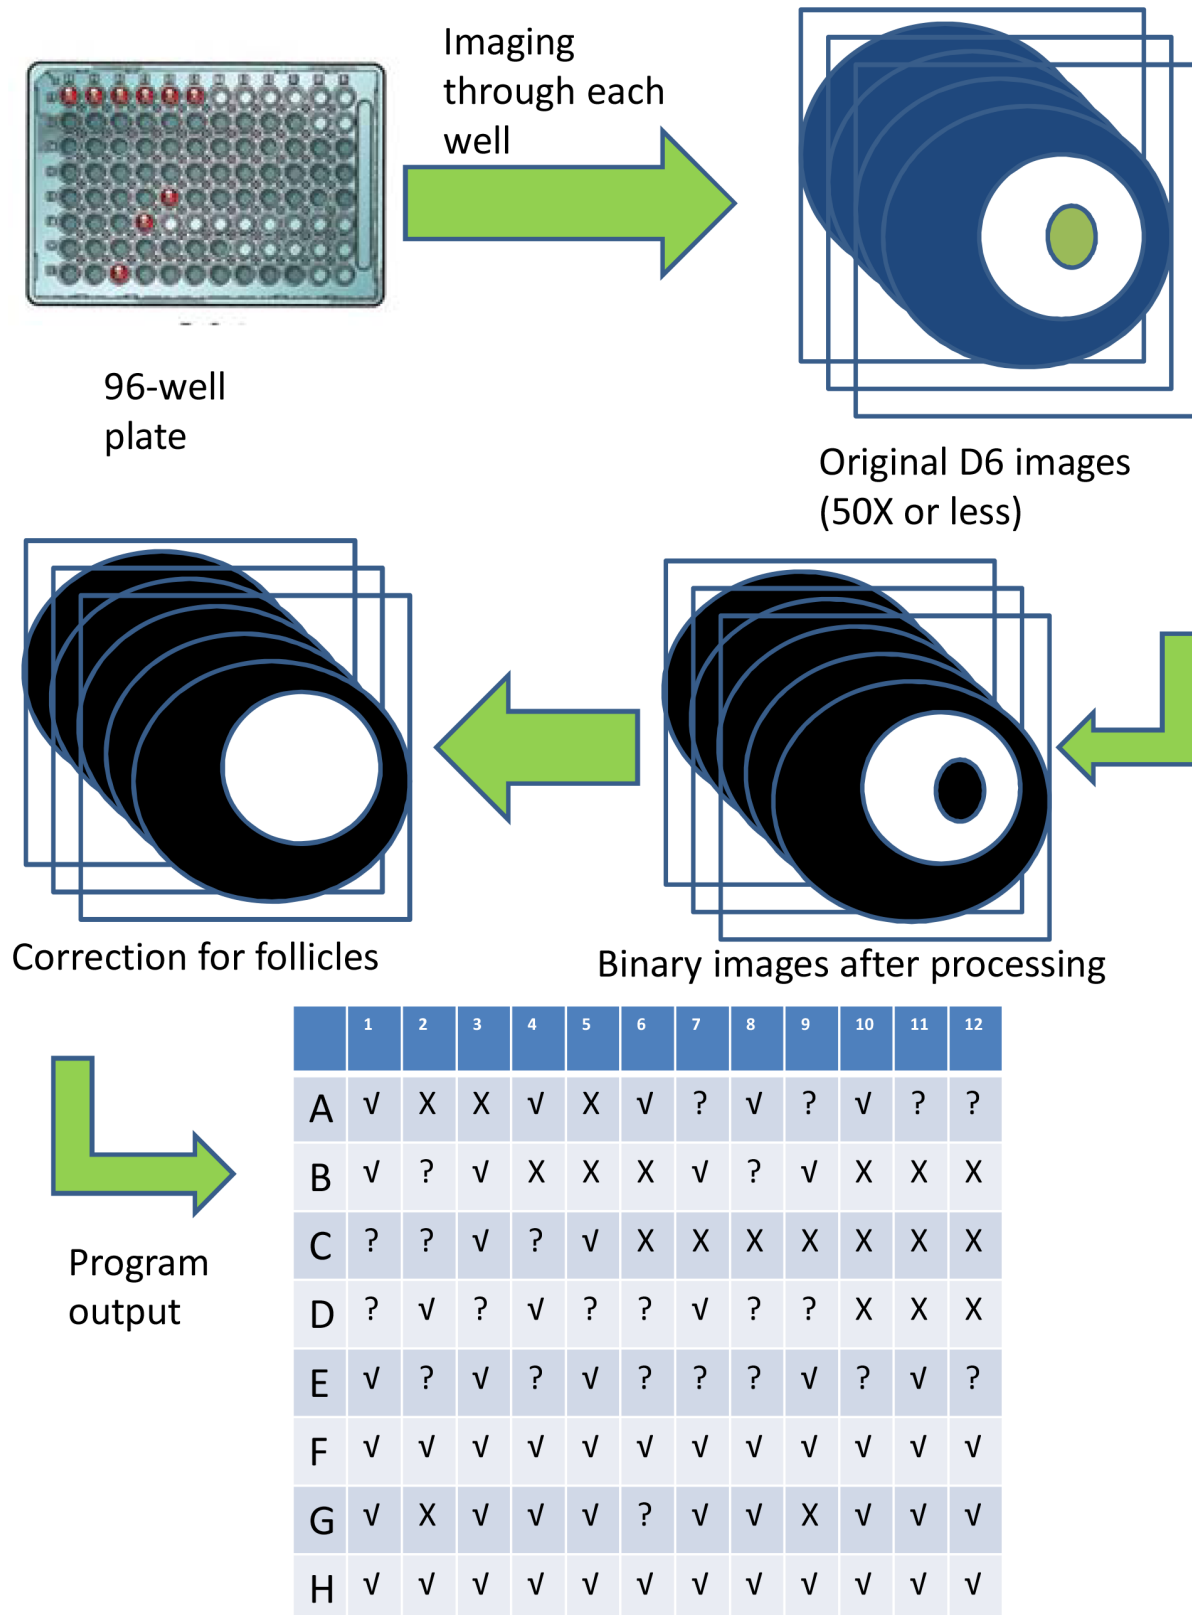 Imaging
through each
well
96-well
plate
Original D6 images
(50X or less)
Correction for follicles
Binary images after processing
Program
output
1 2 3 4 5 6 7 8 9 10 11 12
A √ X X √ X √ ? √ ? √ ? ?
B √ ? √ X X X √ ? √ X X X
C ? ? √ ? √ X X X X X X X
D ? √ ? √ ? ? √ ? ? X X X
E √ ? √ ? √ ? ? ? √ ? √ ?
F √ √ √ √ √ √ √ √ √ √ √ √
G √ X √ √ √ ? √ √ X √ √ √
H √ √ √ √ √ √ √ √ √ √ √ √